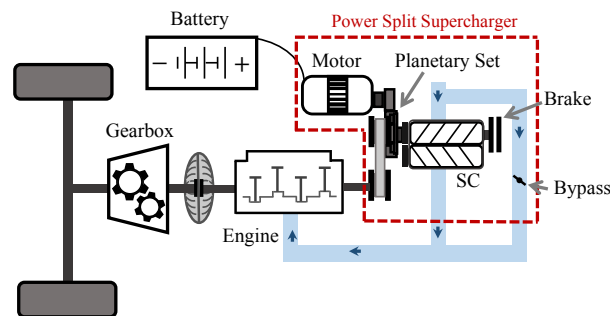 Battery
Power Split Supercharger
Motor
Planetary Set
Brake
Gearbox
SC
Bypass
Engine